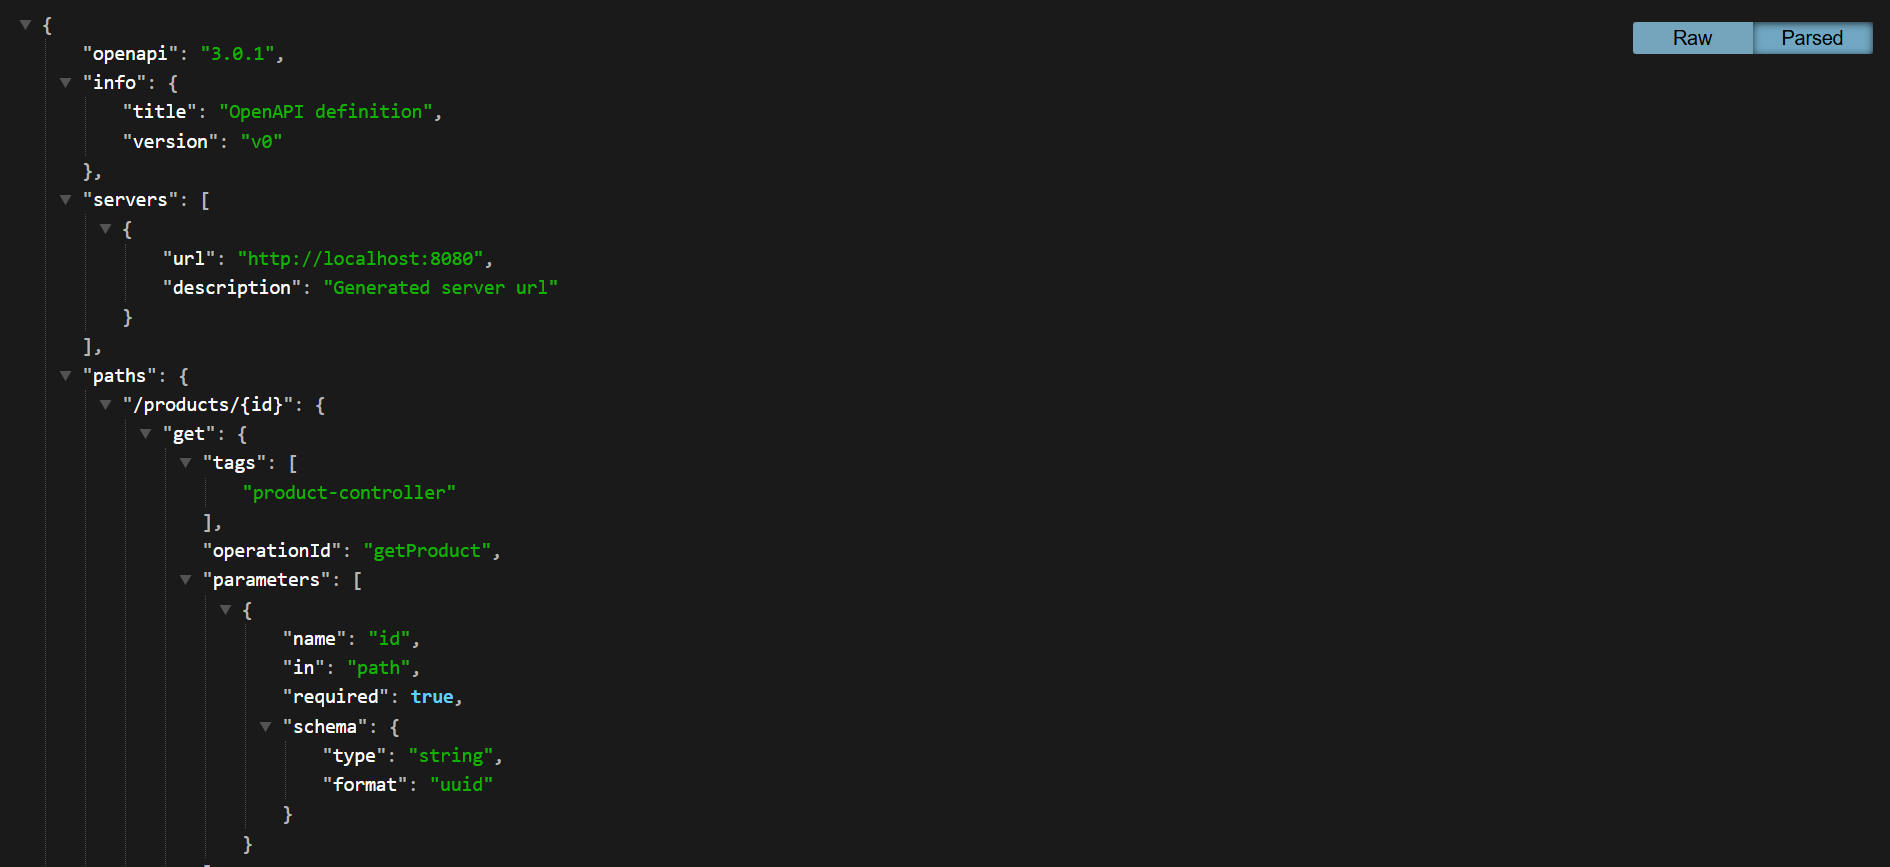 {
"openapi": "3.0.1",
"info": {
"title": "OpenAPI definition",
"version": "v0"
},
"servers": [
{
"url": "http://localhost:8080",
"description": "Generated server url"
}
],
"paths": {
"/products/{id}": {
"get": {
"tags": [
"product-controller"
],
"operationId": "getProduct",
"parameters": [
{
"name": "id",
"in": "path",
"required": true,
"schema": {
"type": "string",
"format": "uuid"
}
}
Raw
Parsed